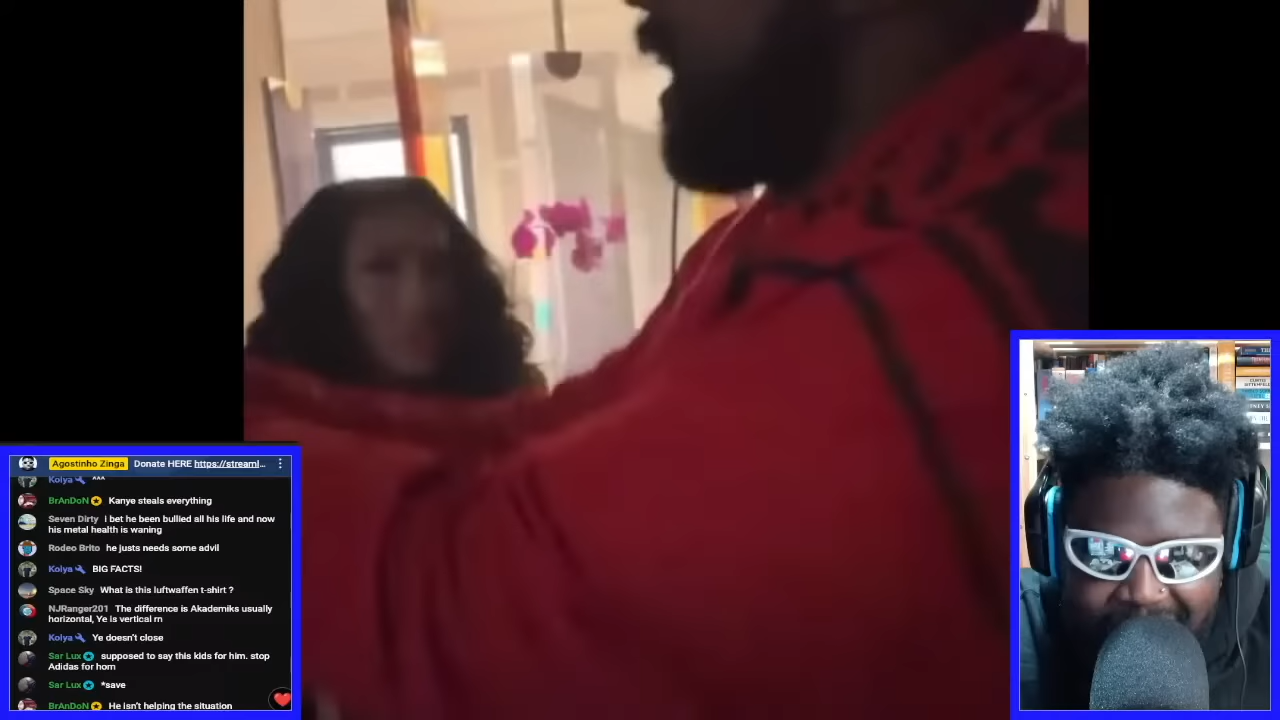 Agostinho Zinga Donate HERE https://streaml...
Kolya ^^^
BrAnDoN Kanye steals everything
Seven Dirty I bet he been bullied all his life and now
his metal health is waning
Rodeo Brito he justs needs some advil
Kolya BIG FACTS!
Space Sky What is this luftwaffen t-shirt ?
NJRanger201 The difference is Akademiks usually
horizontal, Ye is vertical rn
Kolya Ye doesn't close
Sar Lux supposed to say this kids for him. stop
Adidas for hom
Sar Lux *save
BrAnDoN He isn't helping the situation
CURTIS
SITTENFELD